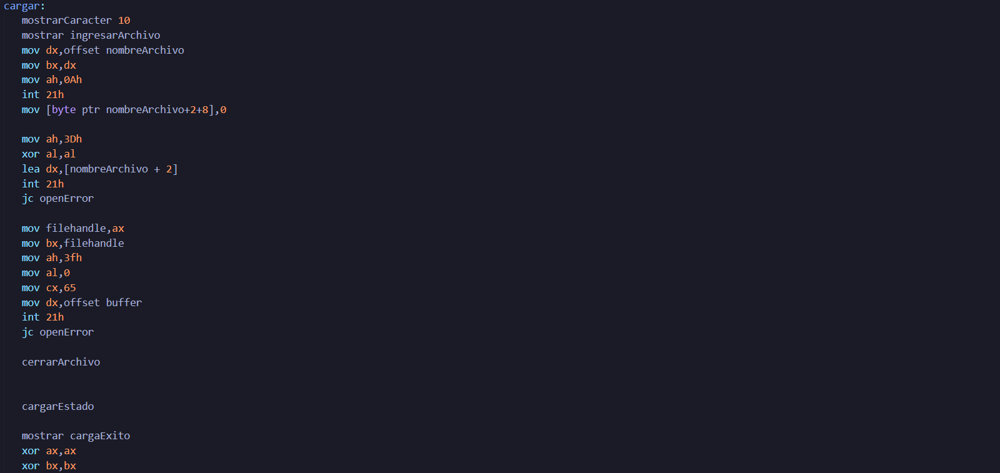 cargar:
mostrarCaracter 10
mostrar ingresarArchivo
mov dx,offset nombreArchivo
mov bx,dx
mov ah,0Ah
int 21h
mov [byte ptr nombreArchivo+2+8],0
mov ah,3Dh
xor al,al
lea dx,[nombreArchivo + 2]
int 21h
jc openError
mov filehandle,ax
mov bx,filehandle
mov ah,3fh
mov al,0
mov cx,65
mov dx,offset buffer
int 21h
jc openError
cerrarArchivo
cargarEstado
mostrar cargaExito
xor ax,ax
xor bx,bx